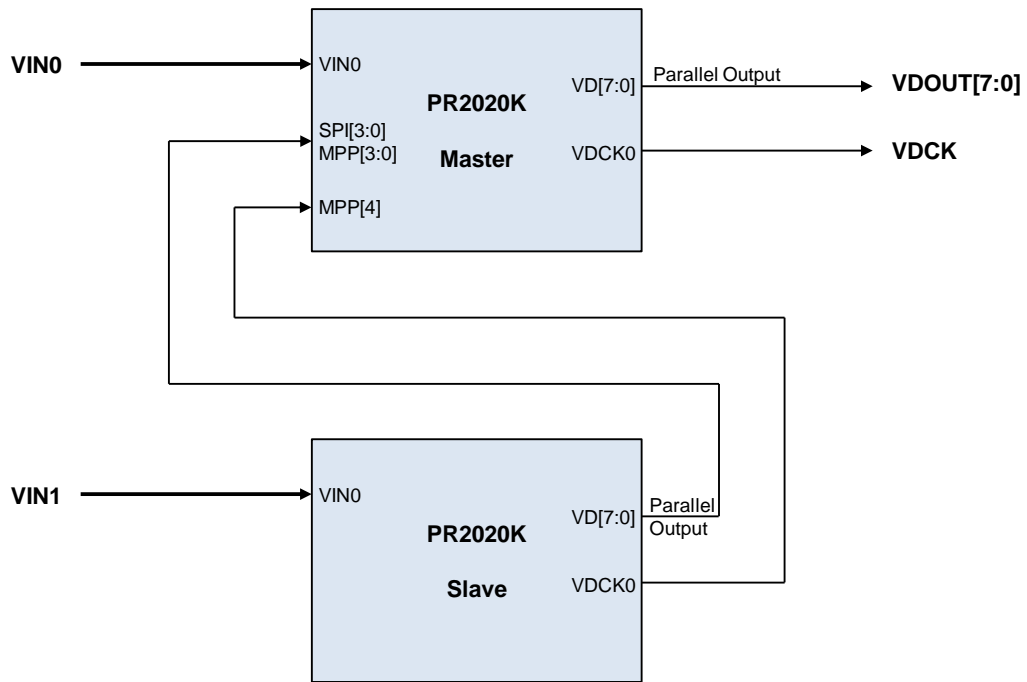 VIN0
VIN0
VD[7:0]
Parallel Output
VDOUT[7:0]
PR2020K
SPI[3:0]
MPP[3:0]
Master
VDCK0
VDCK
MPP[4]
VIN1
VIN0
VD[7:0]
Parallel
Output
PR2020K
Slave
VDCK0